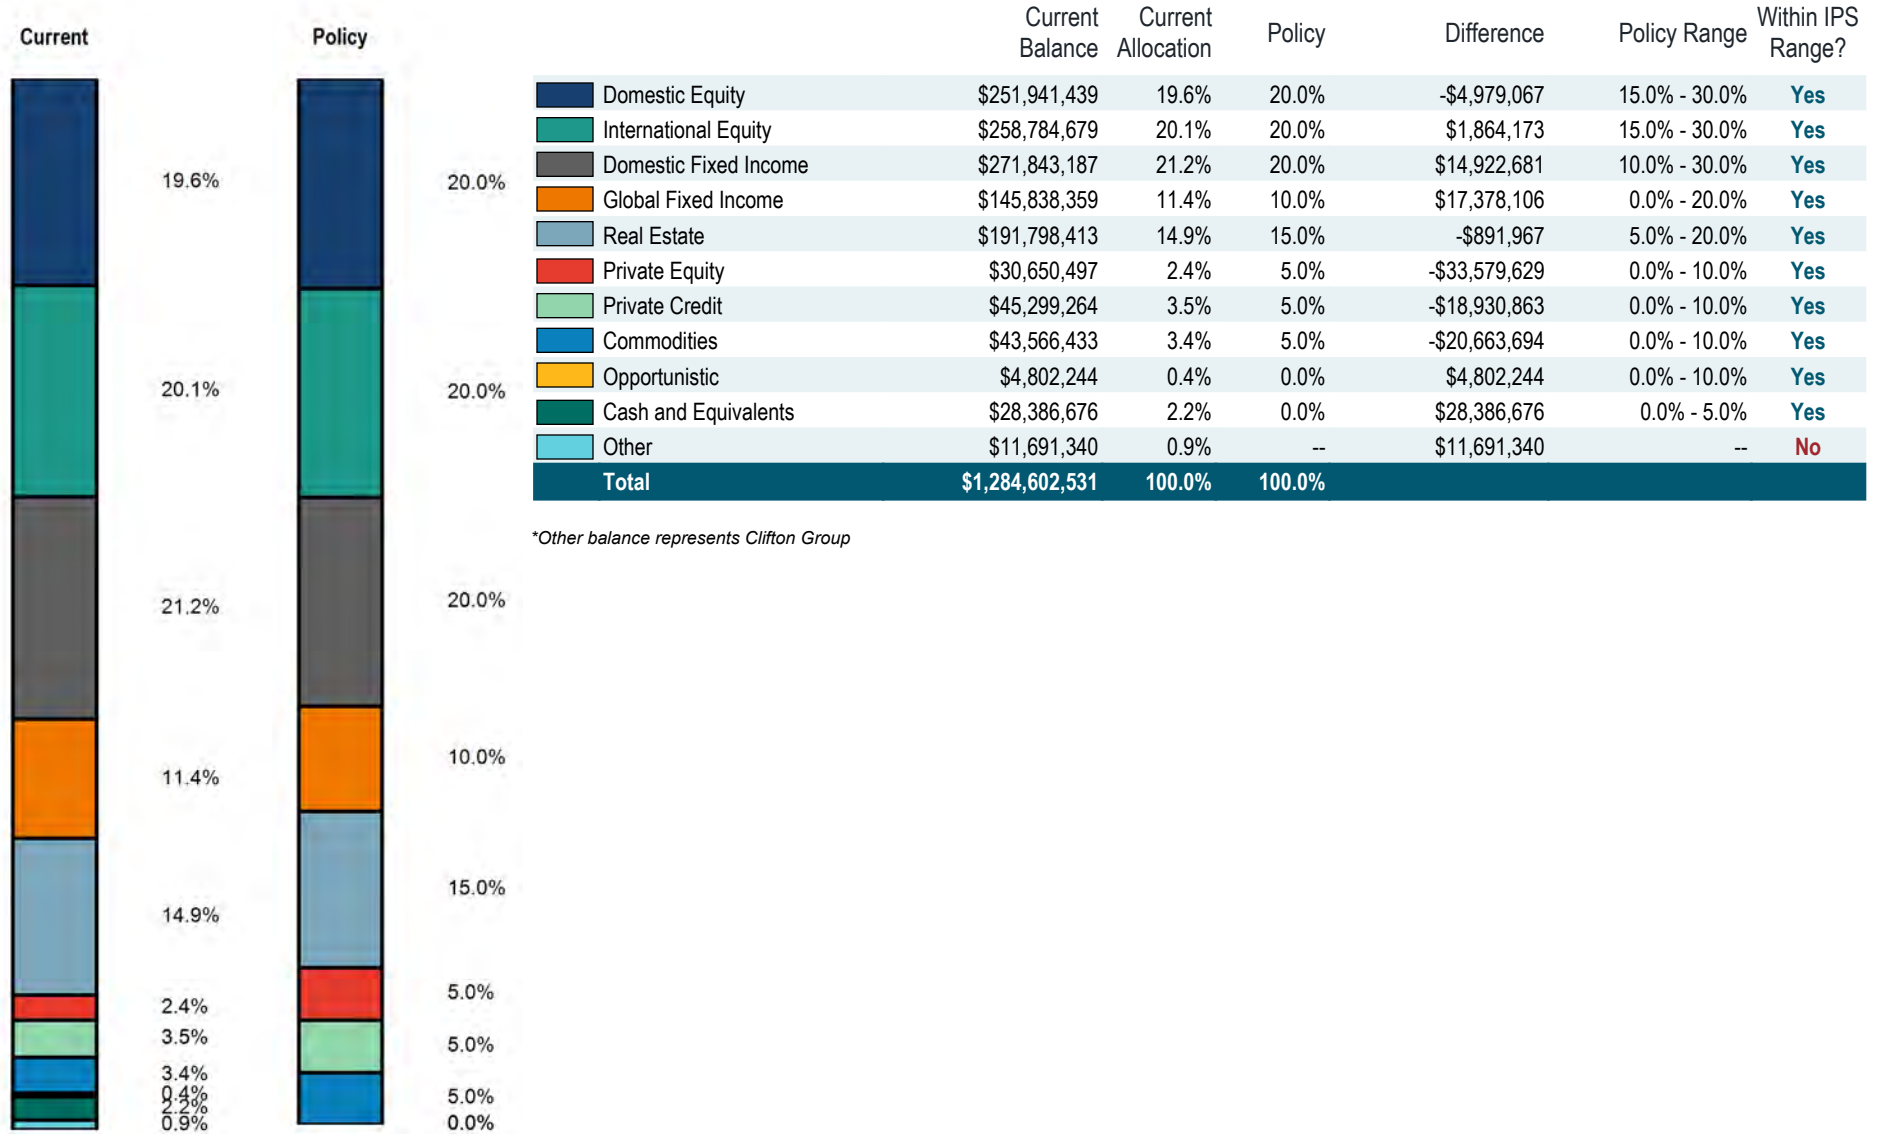 Current
Policy
19.6%
20.1%
21.2%
11.4%
14.9%
2.4%
3.5%
3.4%
0.4%
2.2%
0.9%
20.0%
20.0%
20.0%
10.0%
15.0%
5.0%
5.0%
5.0%
0.0%
Current Balance Current Allocation Policy Difference Policy Range Within IPS Range?
Domestic Equity $251,941,439 19.6% 20.0% -$4,979,067 15.0% - 30.0% Yes
International Equity $258,784,679 20.1% 20.0% $1,864,173 15.0% - 30.0% Yes
Domestic Fixed Income $271,843,187 21.2% 20.0% $14,922,681 10.0% - 30.0% Yes
Global Fixed Income $145,838,359 11.4% 10.0% $17,378,106 0.0% - 20.0% Yes
Real Estate $191,798,413 14.9% 15.0% -$891,967 5.0% - 20.0% Yes
Private Equity $30,650,497 2.4% 5.0% -$33,579,629 0.0% - 10.0% Yes
Private Credit $45,299,264 3.5% 5.0% -$18,930,863 0.0% - 10.0% Yes
Commodities $43,566,433 3.4% 5.0% -$20,663,694 0.0% - 10.0% Yes
Opportunistic $4,802,244 0.4% 0.0% $4,802,244 0.0% - 10.0% Yes
Cash and Equivalents $28,386,676 2.2% 0.0% $28,386,676 0.0% - 5.0% Yes
Other $11,691,340 0.9% -- $11,691,340 -- No
Total $1,284,602,531 100.0% 100.0%
*Other balance represents Clifton Group